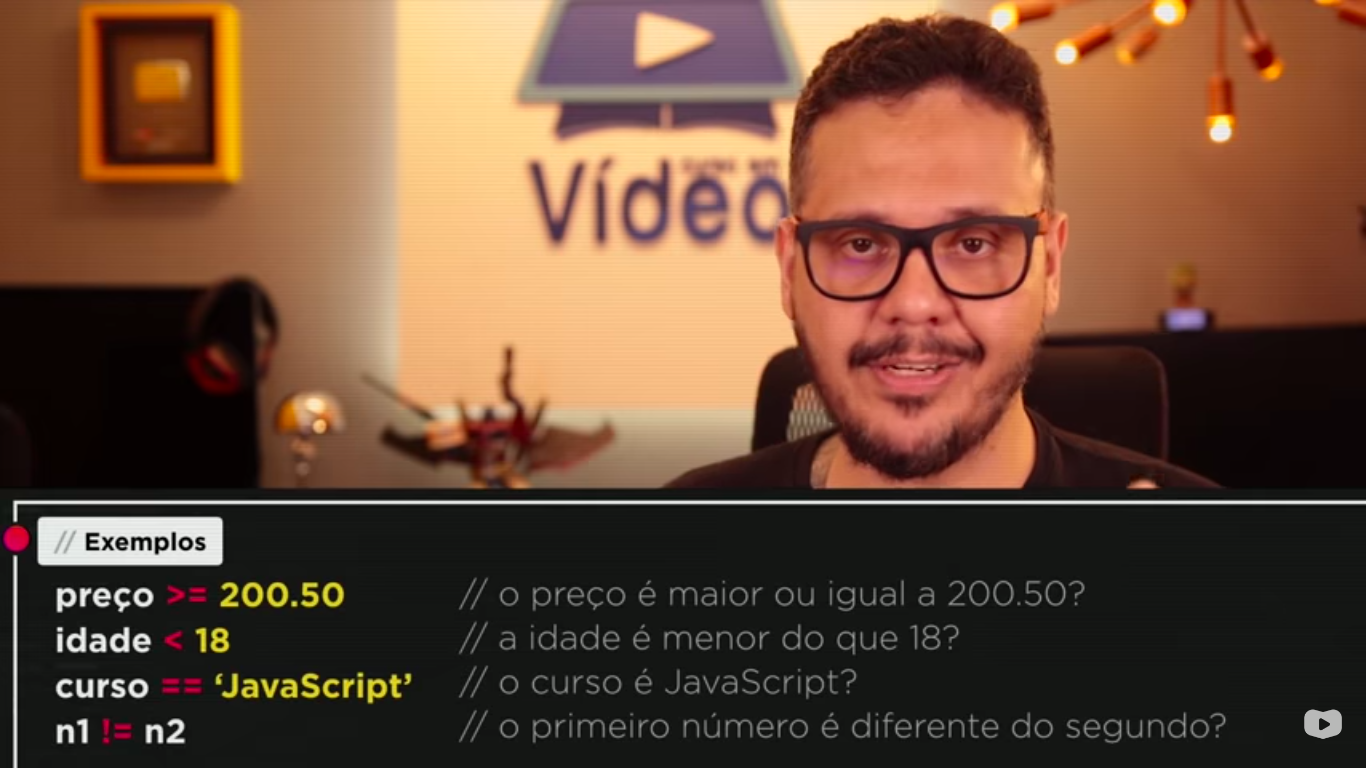 Vídeo
// Exemplos
preço >= 200.50 // o preço é maior ou igual a 200.50?
idade < 18 // a idade é menor do que 18?
curso == ‘JavaScript’ // o curso é JavaScript?
n1 != n2 // o primeiro número é diferente do segundo?